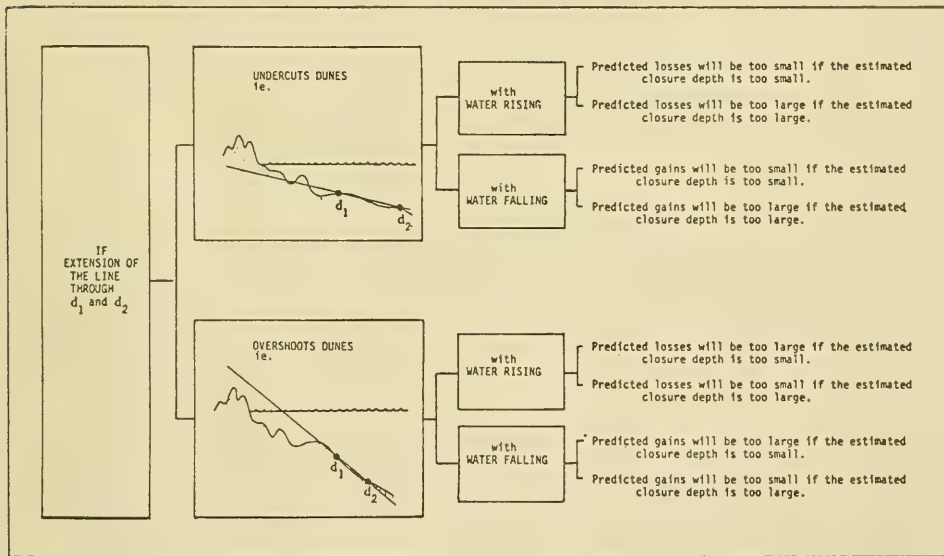 IF
EXTENSION OF
THE LINE
THROUGH
d1 and d2
UNDERCUTS DUNES
ie.
d1
d2
with
WATER RISING
Predicted losses will be too small if the estimated
closure depth is too small.
Predicted losses will be too large if the estimated
closure depth is too large.
with
WATER FALLING
Predicted gains will be too small if the estimated
closure depth is too small.
Predicted gains will be too large if the estimated
closure depth is too large.
OVERSHOOTS DUNES
ie.
d1
d2
with
WATER RISING
Predicted losses will be too large if the estimated
closure depth is too small.
Predicted losses will be too small if the estimated
closure depth is too large.
with
WATER FALLING
Predicted gains will be too large if the estimated
closure depth is too small.
Predicted gains will be too small if the estimated
closure depth is too large.